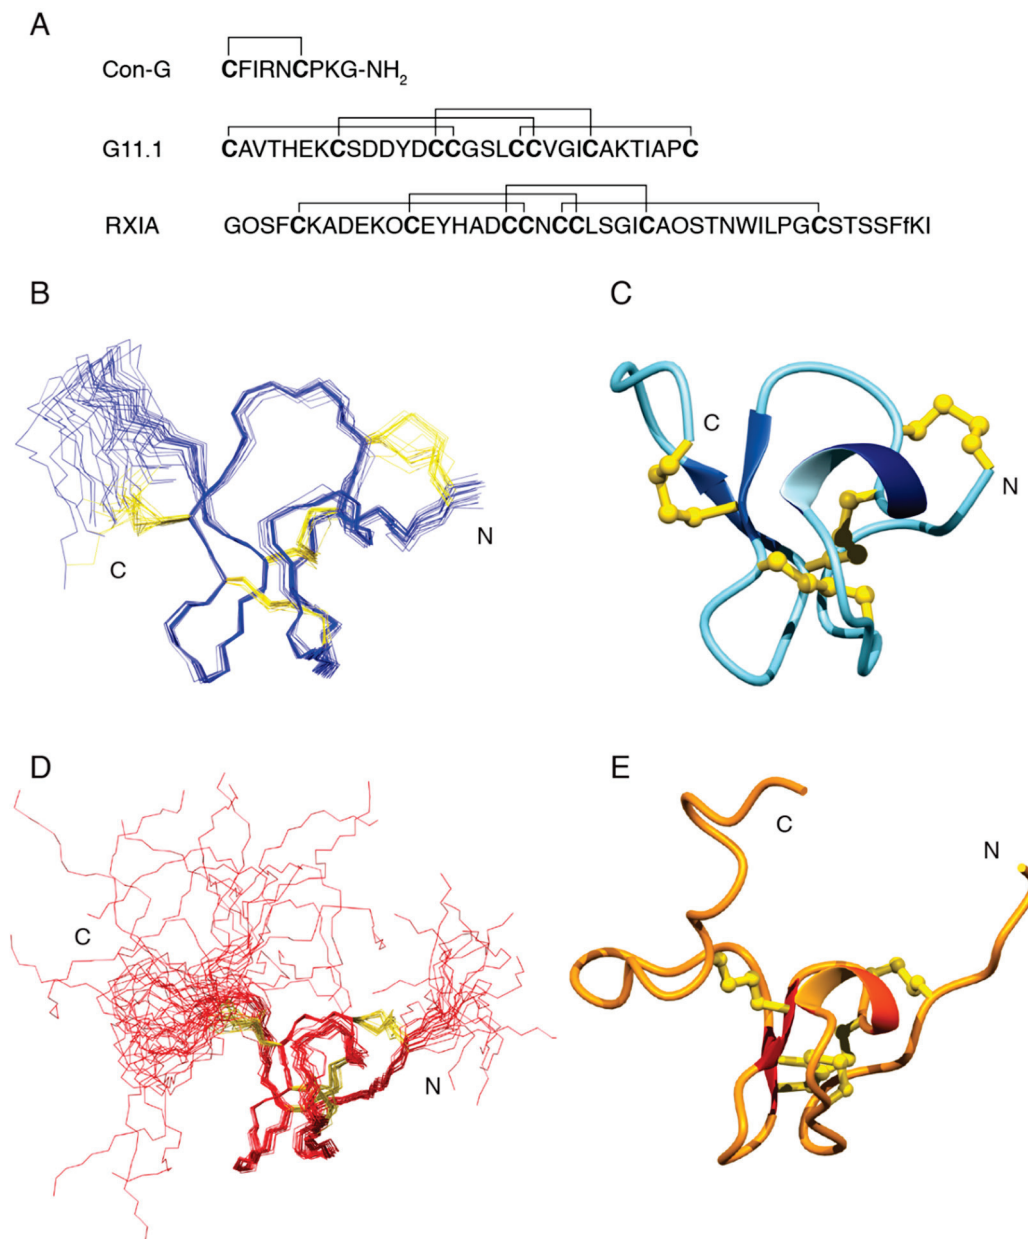 A
Con-G CFIRNCPKG-NH2
G11.1 CAVTHEKCSDDYDCCGSLCCVGICAKTIAPC
RXIA GOSFCKADEKOCEYHADCCNCCLSGICAOSTNWILPGCSTSSFfKI
B C
C
N
C
N
D E
C
N
C
N